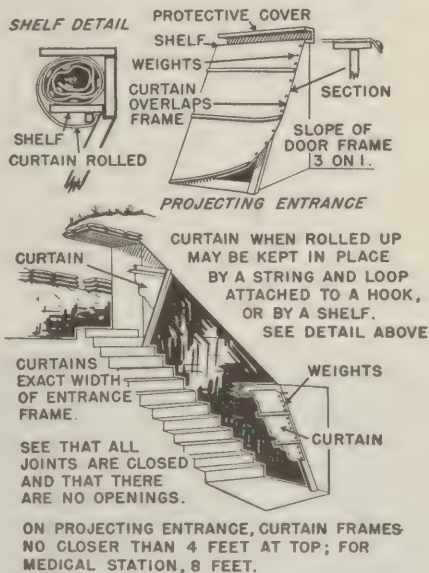 SHELF DETAIL
PROTECTIVE COVER
SHELF
WEIGHTS
CURTAIN
OVERLAPS
FRAME
SECTION
SHELF
CURTAIN ROLLED
SLOPE OF
DOOR FRAME
3 ON 1.
PROJECTING ENTRANCE
CURTAIN WHEN ROLLED UP
MAY BE KEPT IN PLACE
BY A STRING AND LOOP
ATTACHED TO A HOOK,
OR BY A SHELF.
SEE DETAIL ABOVE
CURTAIN
CURTAINS
EXACT WIDTH
OF ENTRANCE
FRAME.
WEIGHTS
CURTAIN
SEE THAT ALL
JOINTS ARE CLOSED
AND THAT THERE
ARE NO OPENINGS.
ON PROJECTING ENTRANCE, CURTAIN FRAMES
NO CLOSER THAN 4 FEET AT TOP; FOR
MEDICAL STATION, 8 FEET.